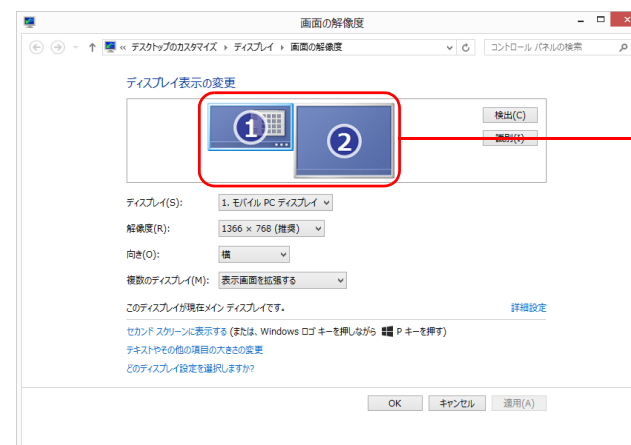 画面の解像度
« デスクトップのカスタマイズ ▸ ディスプレイ ▸ 画面の解像度
コントロール パネルの検索
ディスプレイ表示の変更
1
2
検出(C)
識別(I)
ディスプレイ(S): 1. モバイル PC ディスプレイ
解像度(R): 1366 × 768 (推奨)
向き(O): 横
複数のディスプレイ(M): 表示画面を拡張する
このディスプレイが現在メイン ディスプレイです。
詳細設定
セカンド スクリーンに表示する (または、Windows ロゴ キーを押しながら P キーを押す)
テキストやその他の項目の大きさの変更
どのディスプレイ設定を選択しますか?
OK キャンセル 適用(A)